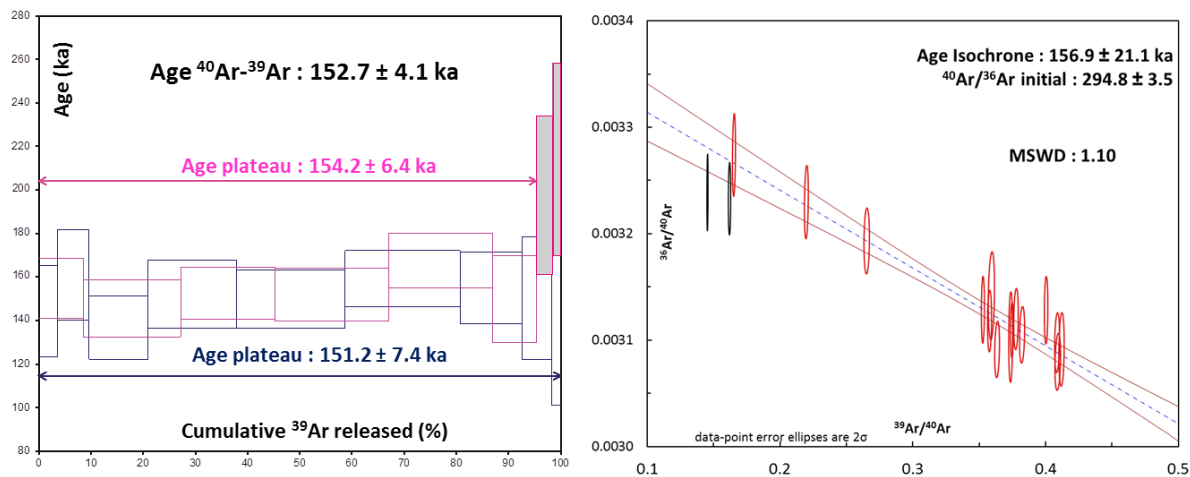 280
260
240
220
200
180
160
140
120
100
80
Age (ka)
Age ⁴⁰Ar-³⁹Ar : 152.7 ± 4.1 ka
Age plateau : 154.2 ± 6.4 ka
Age plateau : 151.2 ± 7.4 ka
Cumulative ³⁹Ar released (%)
0 10 20 30 40 50 60 70 80 90 100
0.0034
0.0033
0.0032
0.0031
0.0030
Age Isochrone : 156.9 ± 21.1 ka
⁴⁰Ar/³⁶Ar initial : 294.8 ± 3.5
MSWD : 1.10
³⁶Ar/⁴⁰Ar
³⁹Ar/⁴⁰Ar
data-point error ellipses are 2σ
0.1 0.2 0.3 0.4 0.5